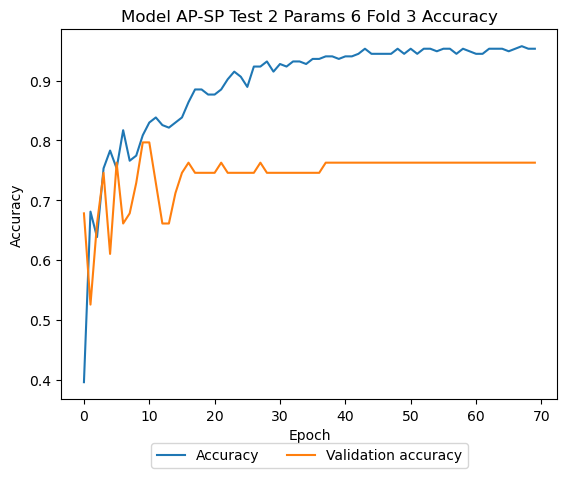 Model AP-SP Test 2 Params 6 Fold 3 Accuracy
Accuracy
0.9
0.8
0.7
0.6
0.5
0.4
0 10 20 30 40 50 60 70
Epoch
Accuracy Validation accuracy